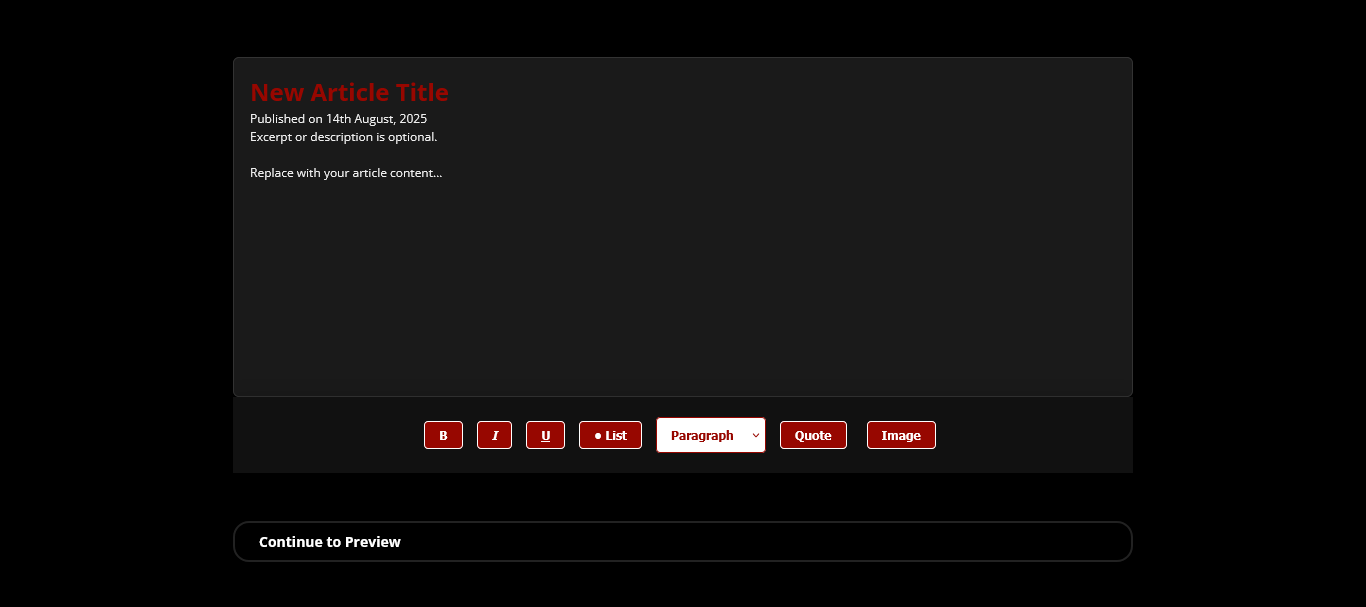 New Article Title
Published on 14th August, 2025
Excerpt or description is optional.
Replace with your article content...
B I U ● List Paragraph Quote Image
Continue to Preview